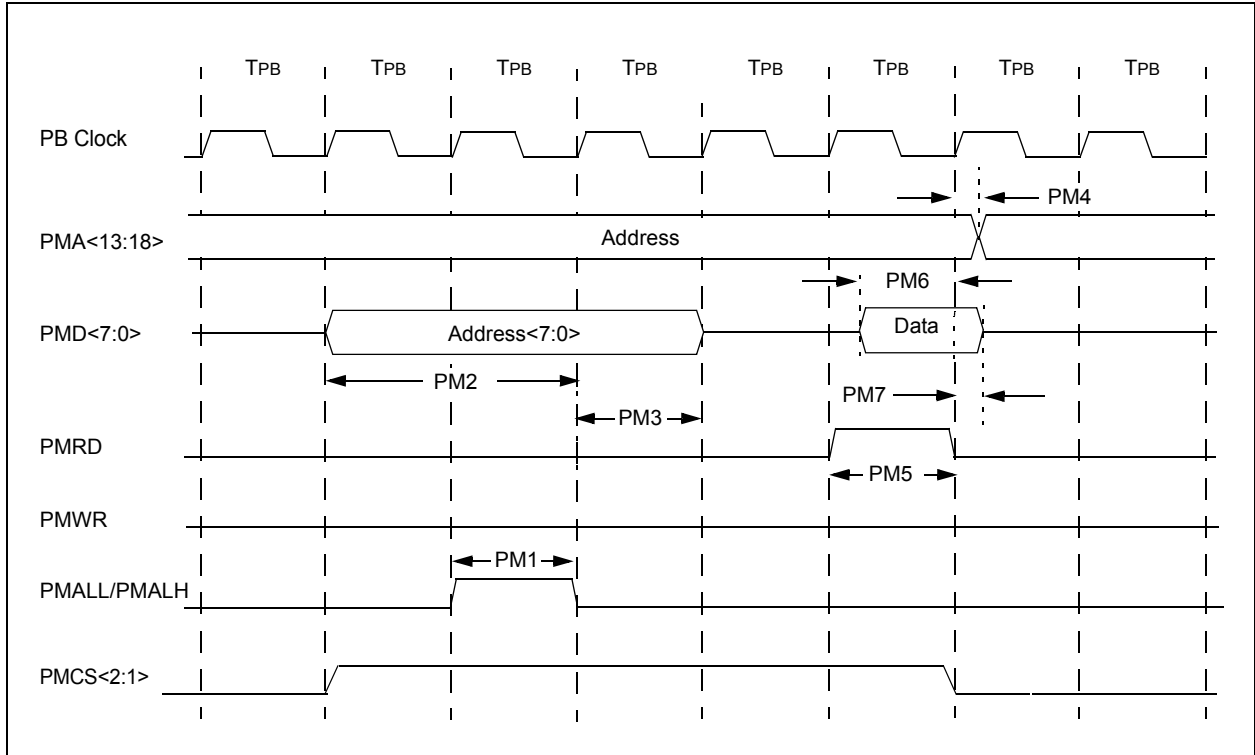 TPB TPB TPB TPB TPB TPB TPB TPB
PB Clock
PM4
PMA<13:18>
Address
PM6
PMD<7:0>
Address<7:0>
Data
PM2
PM7
PM3
PMRD
PM5
PMWR
PM1
PMALL/PMALH
PMCS<2:1>